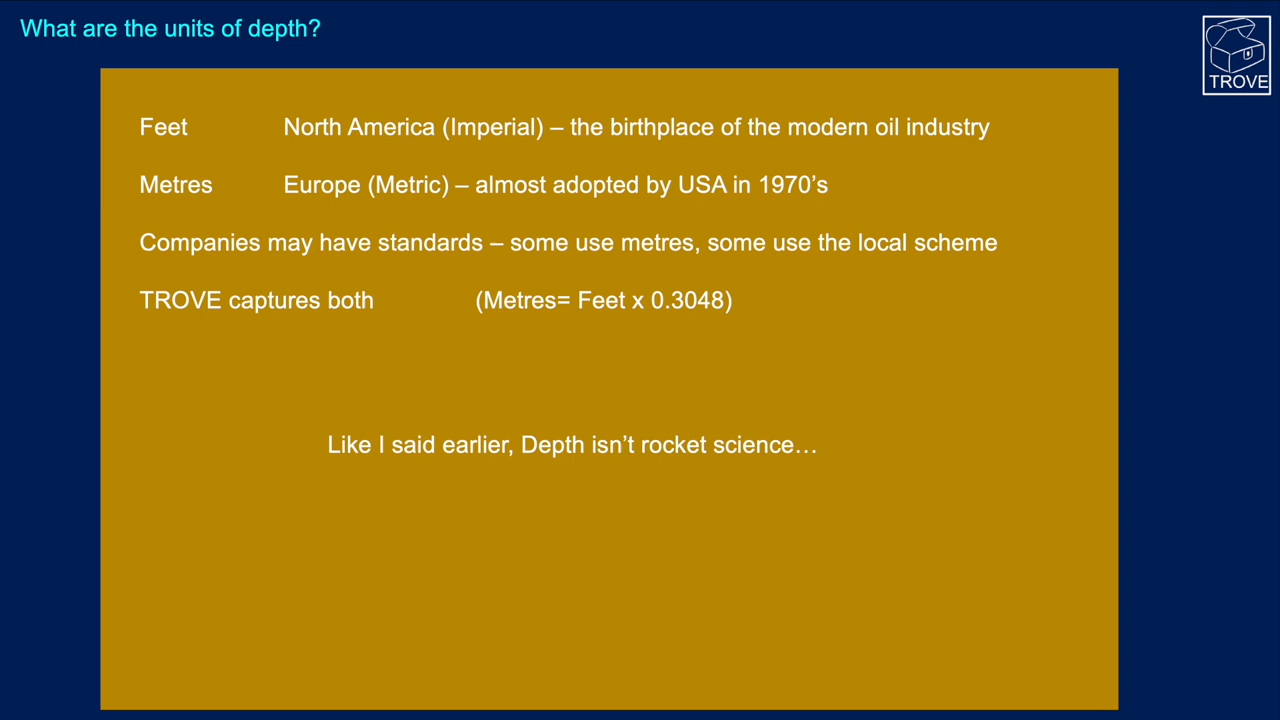 What are the units of depth?
TROVE
Feet North America (Imperial) – the birthplace of the modern oil industry
Metres Europe (Metric) – almost adopted by USA in 1970’s
Companies may have standards – some use metres, some use the local scheme
TROVE captures both (Metres= Feet x 0.3048)
Like I said earlier, Depth isn’t rocket science…